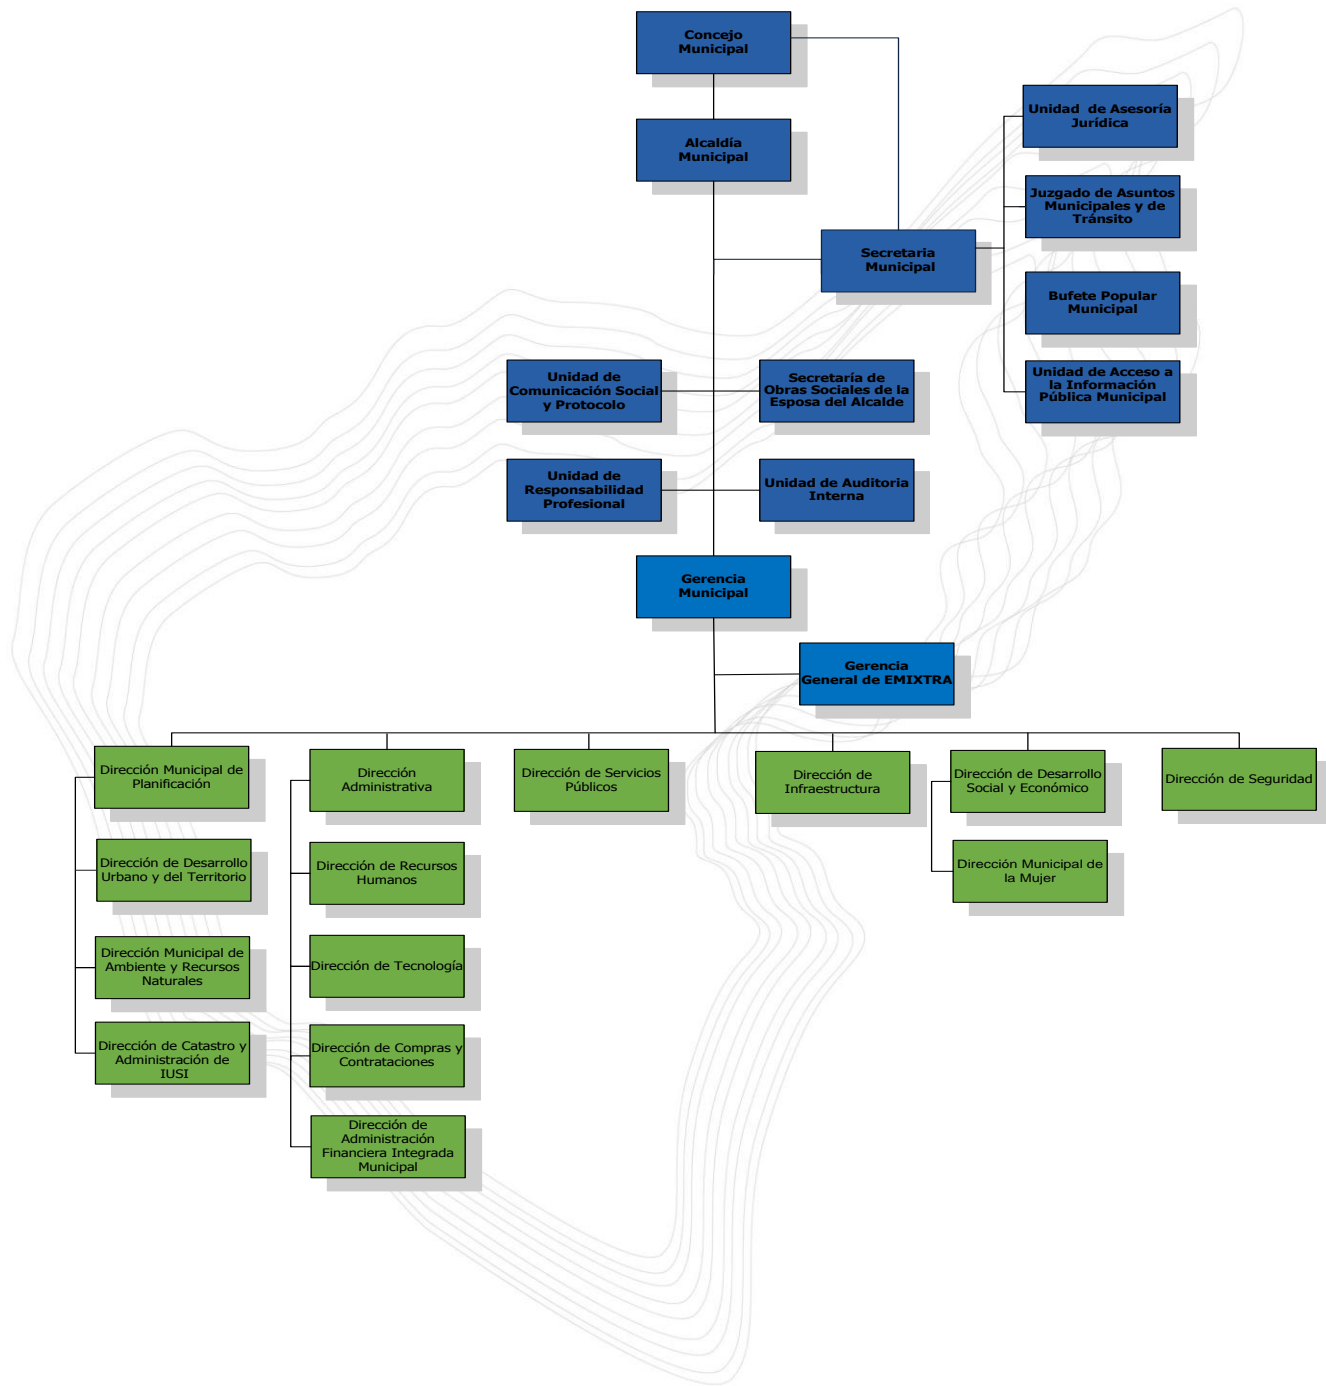 Concejo
Municipal
Alcaldía
Municipal
Unidad de Asesoría
Jurídica
Juzgado de Asuntos
Municipales y de
Tránsito
Secretaria
Municipal
Bufete Popular
Municipal
Unidad de Acceso a
la Información
Pública Municipal
Unidad de
Comunicación Social
y Protocolo
Secretaría de
Obras Sociales de la
Esposa del Alcalde
Unidad de
Responsabilidad
Profesional
Unidad de Auditoria
Interna
Gerencia
Municipal
Gerencia
General de EMIXTRA
Dirección Municipal de
Planificación
Dirección
Administrativa
Dirección de Servicios
Públicos
Dirección de
Infraestructura
Dirección de Desarrollo
Social y Económico
Dirección de Seguridad
Dirección de Desarrollo
Urbano y del Territorio
Dirección de Recursos
Humanos
Dirección Municipal de
la Mujer
Dirección Municipal de
Ambiente y Recursos
Naturales
Dirección de Tecnología
Dirección de Catastro y
Administración de
IUSI
Dirección de Compras y
Contrataciones
Dirección de
Administración
Financiera Integrada
Municipal